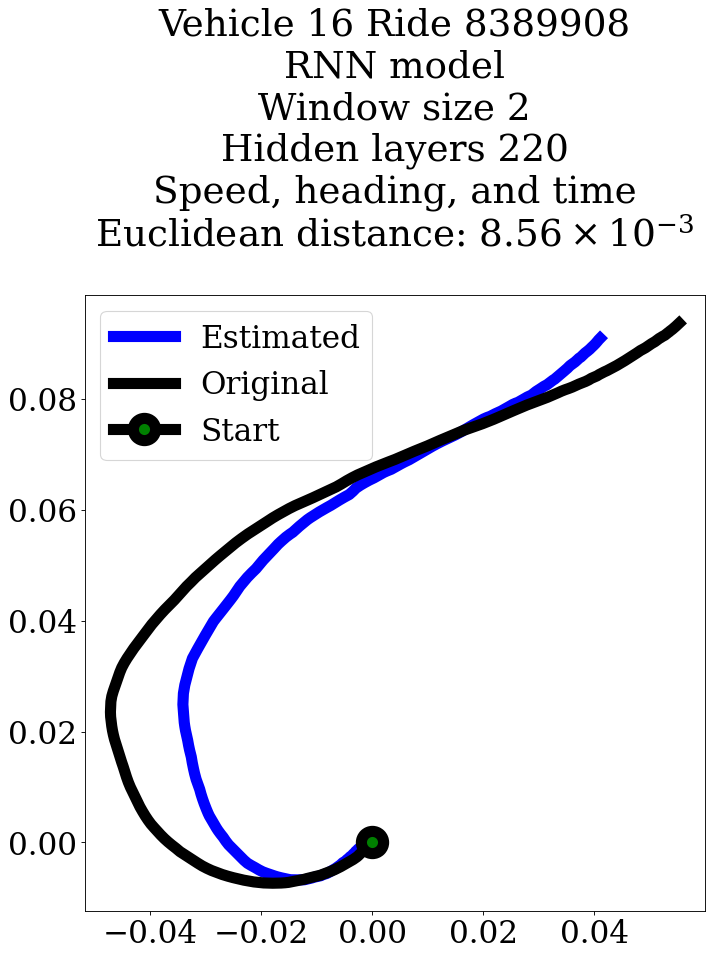 Vehicle 16 Ride 8389908
RNN model
Window size 2
Hidden layers 220
Speed, heading, and time
Euclidean distance: 8.56 × 10⁻³
Estimated
Original
Start
0.08
0.06
0.04
0.02
0.00
−0.04 −0.02 0.00 0.02 0.04